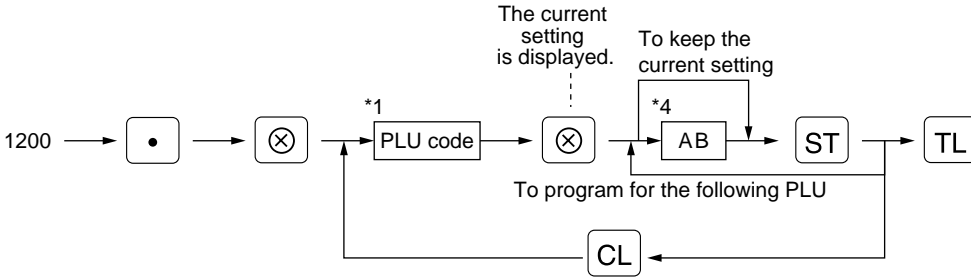 The current
setting
is displayed.
To keep the
current setting
*1
*4
1200
•
⊗
PLU code
⊗
AB
ST
TL
To program for the following PLU
CL